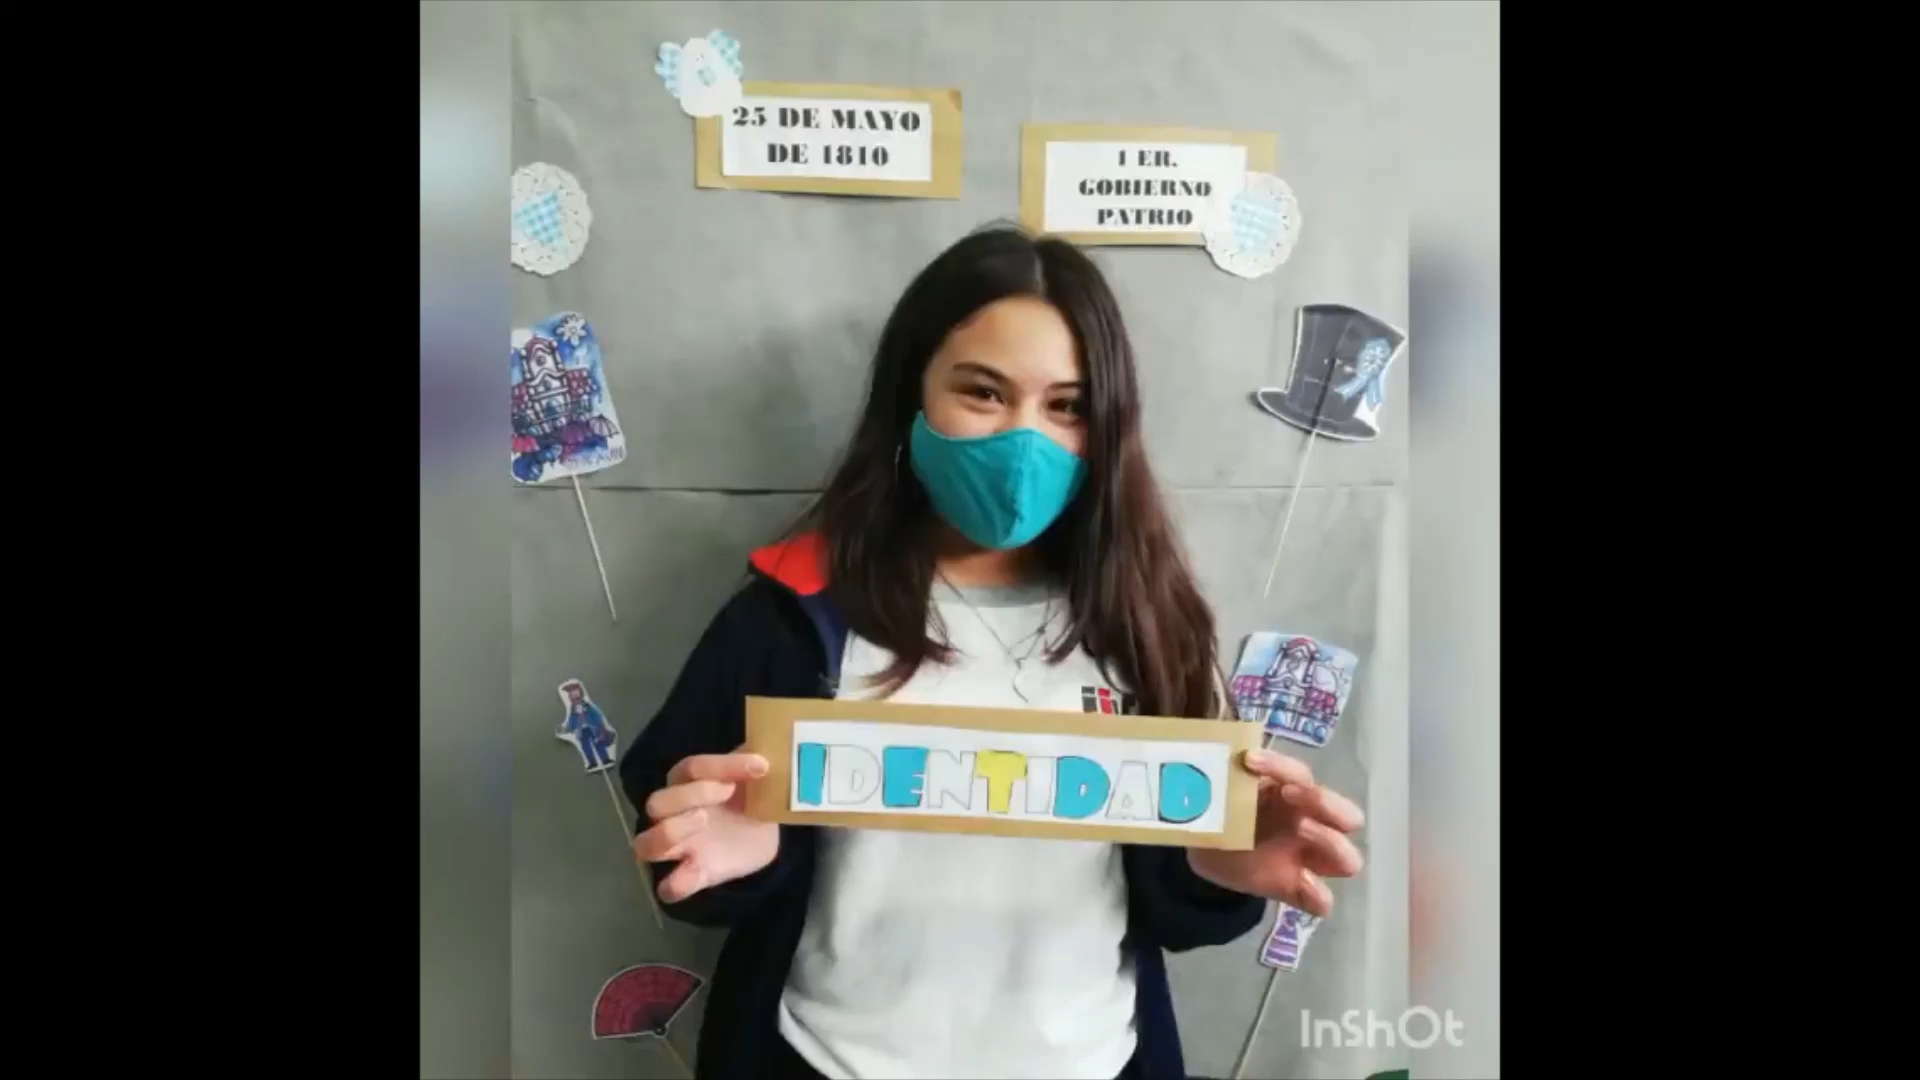 25 DE MAYO
DE 1810
1 ER.
GOBIERNO
PATRIO
IDENTIDAD
InShOt